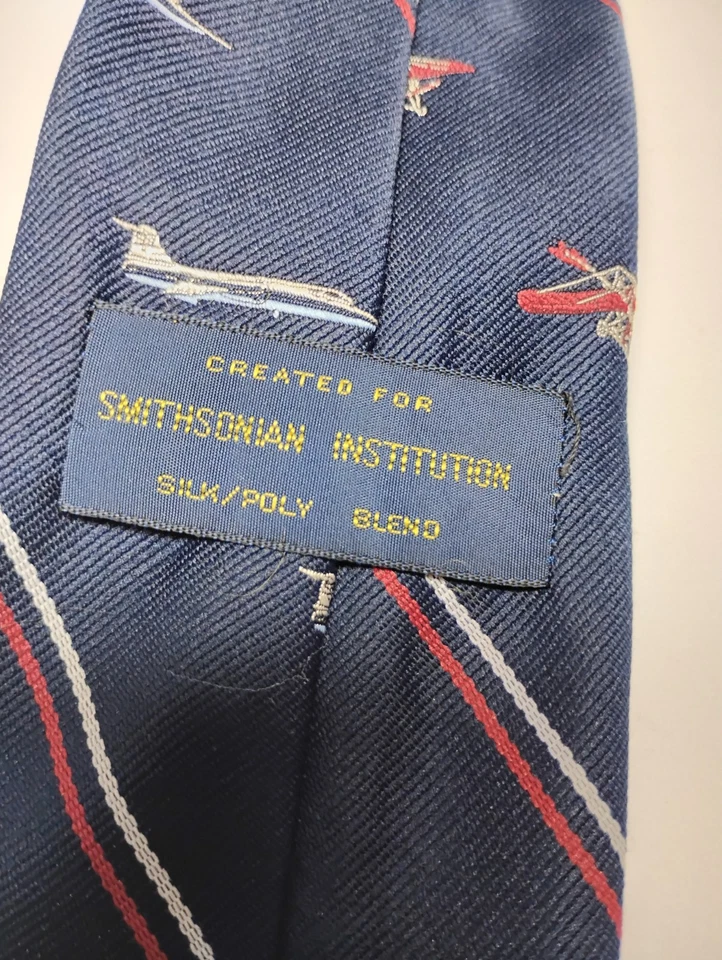 CREATED FOR
SMITHSONIAN INSTITUTION
SILK/POLY BLEND